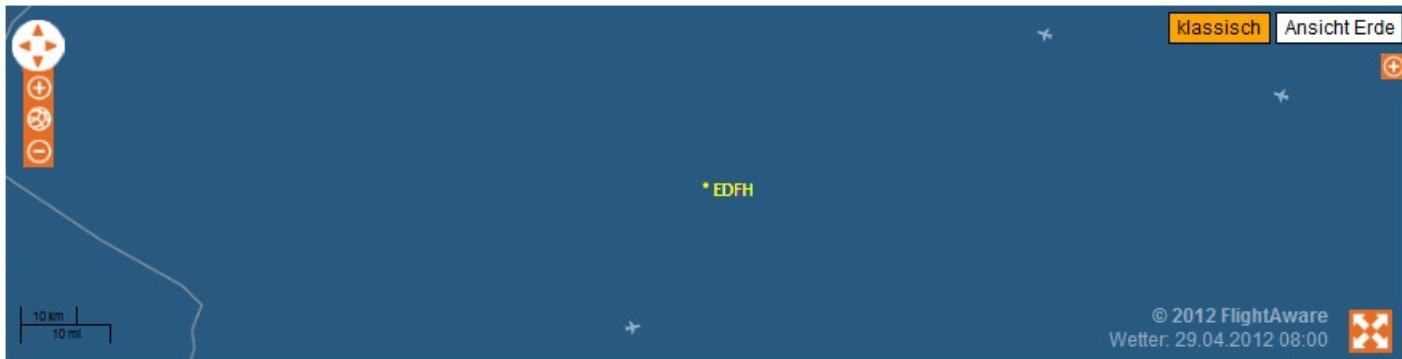 klassisch
Ansicht Erde
EDFH
10 km
10 mi
© 2012 FlightAware
Wetter: 29.04.2012 08:00